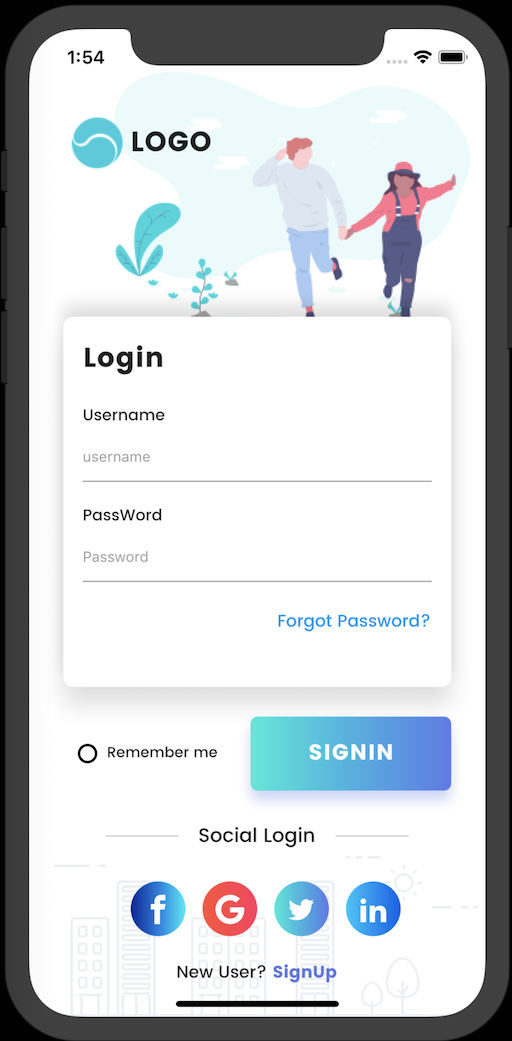 1:54
LOGO
Login
Username
username
PassWord
Password
Forgot Password?
Remember me
SIGNIN
Social Login
f G in
New User? SignUp